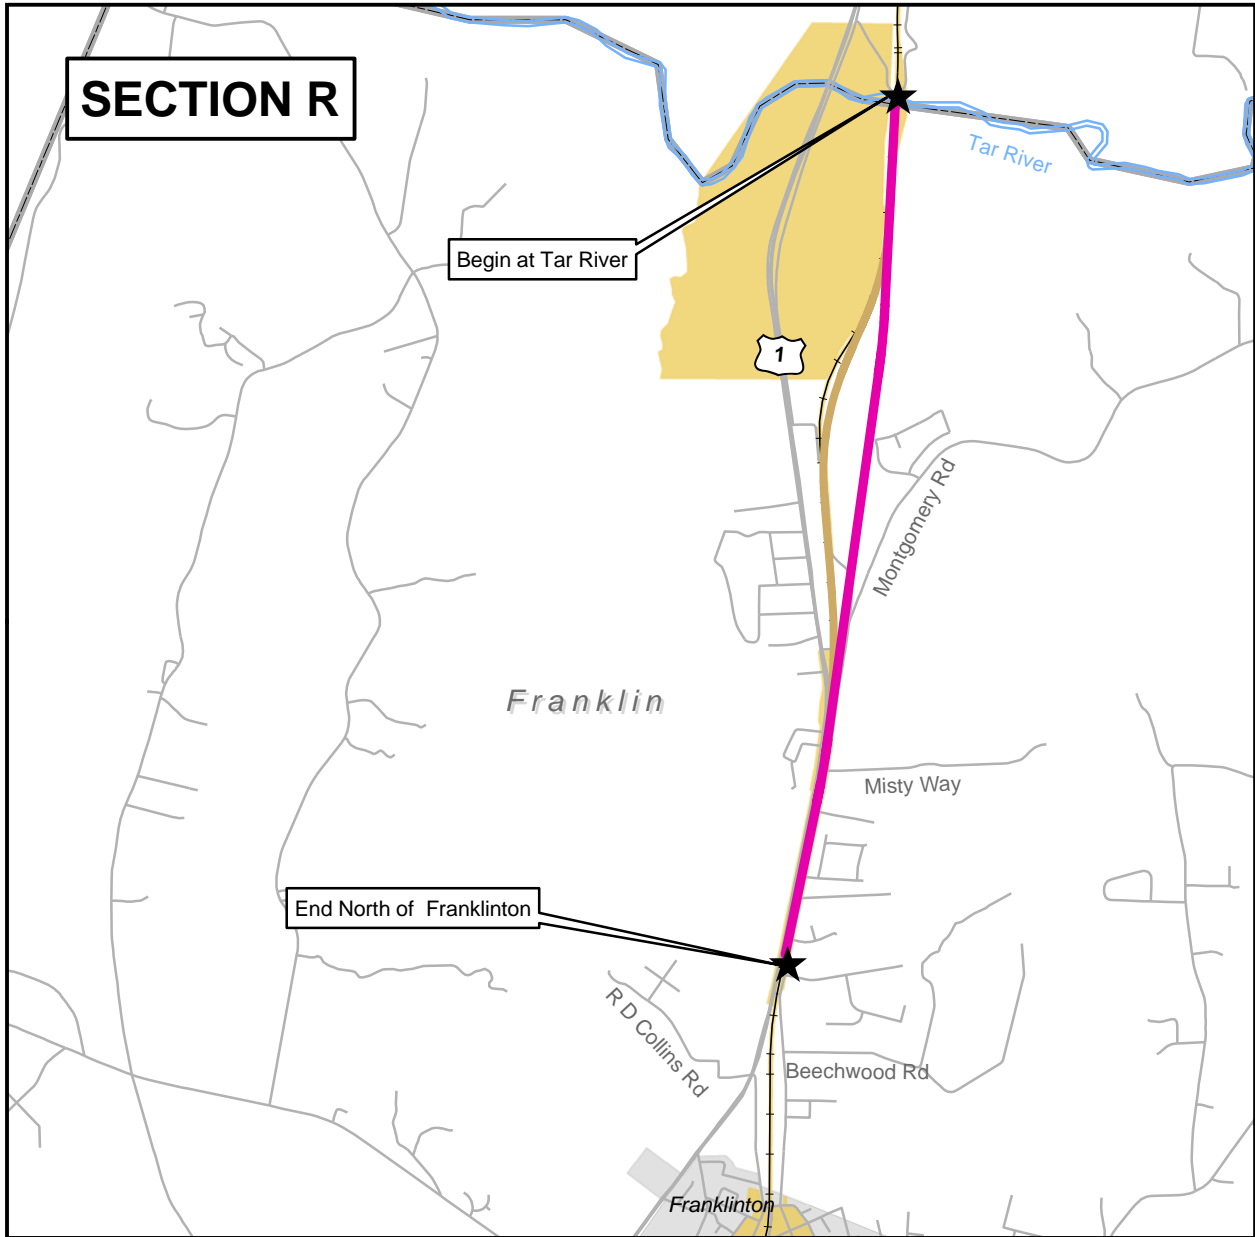 SECTION R
Tar River
Begin at Tar River
1
Montgomery Rd
Franklin
Misty Way
End North of  Franklinton
R D Collins Rd
Beechwood Rd
Franklinton